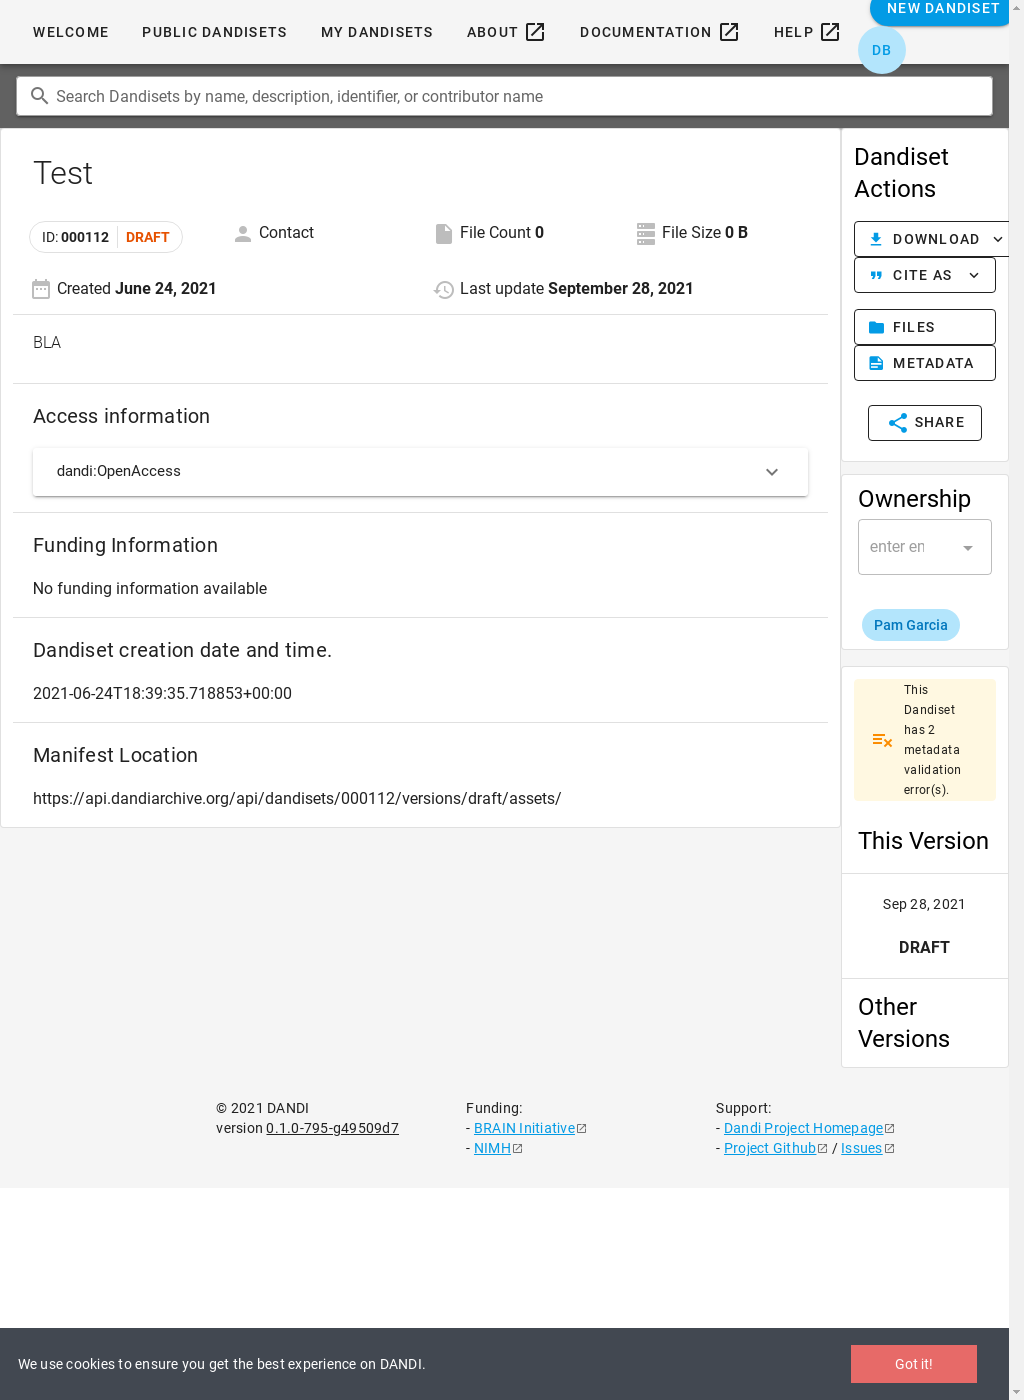 WELCOME PUBLIC DANDISETS MY DANDISETS ABOUT DOCUMENTATION HELP NEW DANDISET
DB
Search Dandisets by name, description, identifier, or contributor name
Test
ID: 000112 DRAFT Contact File Count 0 File Size 0 B
Created June 24, 2021 Last update September 28, 2021
BLA
Access information
dandi:OpenAccess
Funding Information
No funding information available
Dandiset creation date and time.
2021-06-24T18:39:35.718853+00:00
Manifest Location
https://api.dandiarchive.org/api/dandisets/000112/versions/draft/assets/
Dandiset
Actions
DOWNLOAD
CITE AS
FILES
METADATA
SHARE
Ownership
enter en
Pam Garcia
This
Dandiset
has 2
metadata
validation
error(s).
This Version
Sep 28, 2021
DRAFT
Other
Versions
© 2021 DANDI
version 0.1.0-795-g49509d7
Funding:
- BRAIN Initiative
- NIMH
Support:
- Dandi Project Homepage
- Project Github / Issues
We use cookies to ensure you get the best experience on DANDI.
Got it!